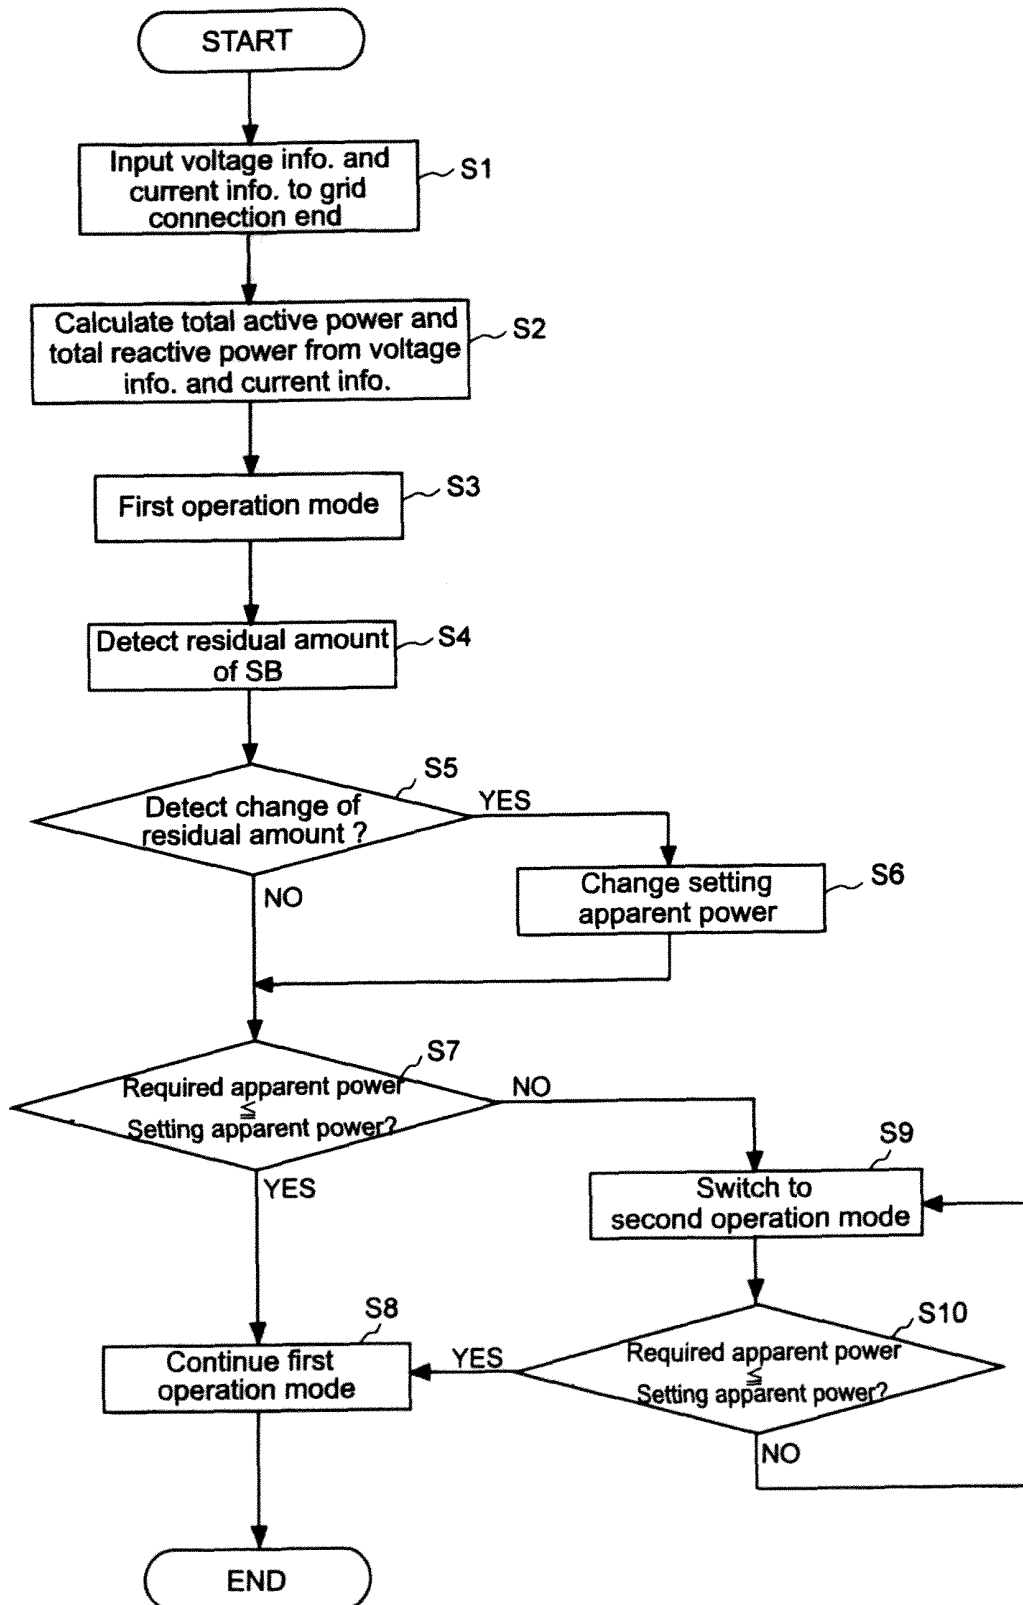 START
Input voltage info. and
current info. to grid
connection end
S1
Calculate total active power and
total reactive power from voltage
info. and current info.
S2
First operation mode
S3
Detect residual amount
of SB
S4
S5
Detect change of
residual amount ?
YES
NO
Change setting
apparent power
S6
S7
Required apparent power
≦
Setting apparent power?
NO
YES
S9
Switch to
second operation mode
S8
Continue first
operation mode
YES
S10
Required apparent power
≦
Setting apparent power?
NO
END